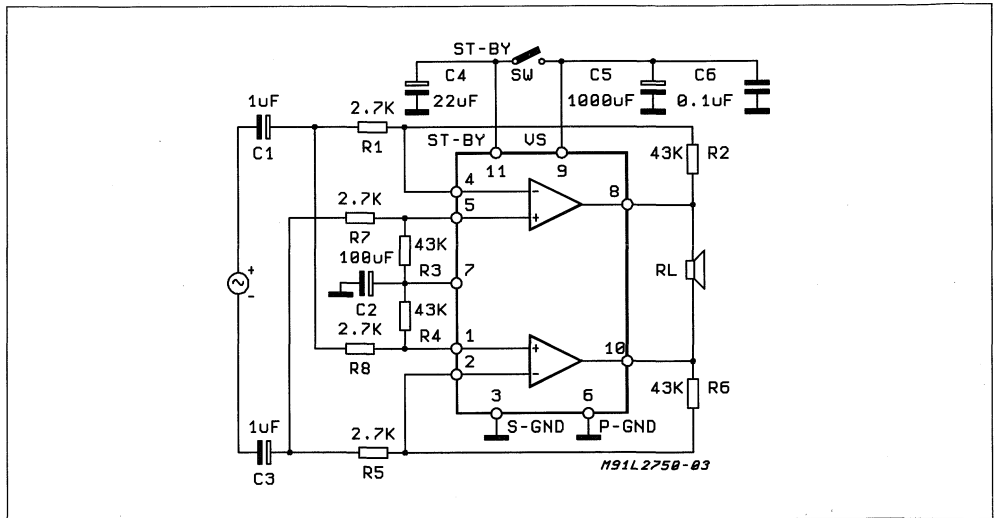 ST-BY
SW
C4
22uF
C5
1000uF
C6
0.1uF
1uF
C1
2.7K
R1
ST-BY
VS
11
9
43K
R2
4
5
8
2.7K
R7
100uF
C2
43K
R3
7
43K
R4
RL
+
-
2.7K
R8
1
2
10
3
6
S-GND
P-GND
43K
R6
1uF
C3
2.7K
R5
M91L2750-03
-
+
+
-